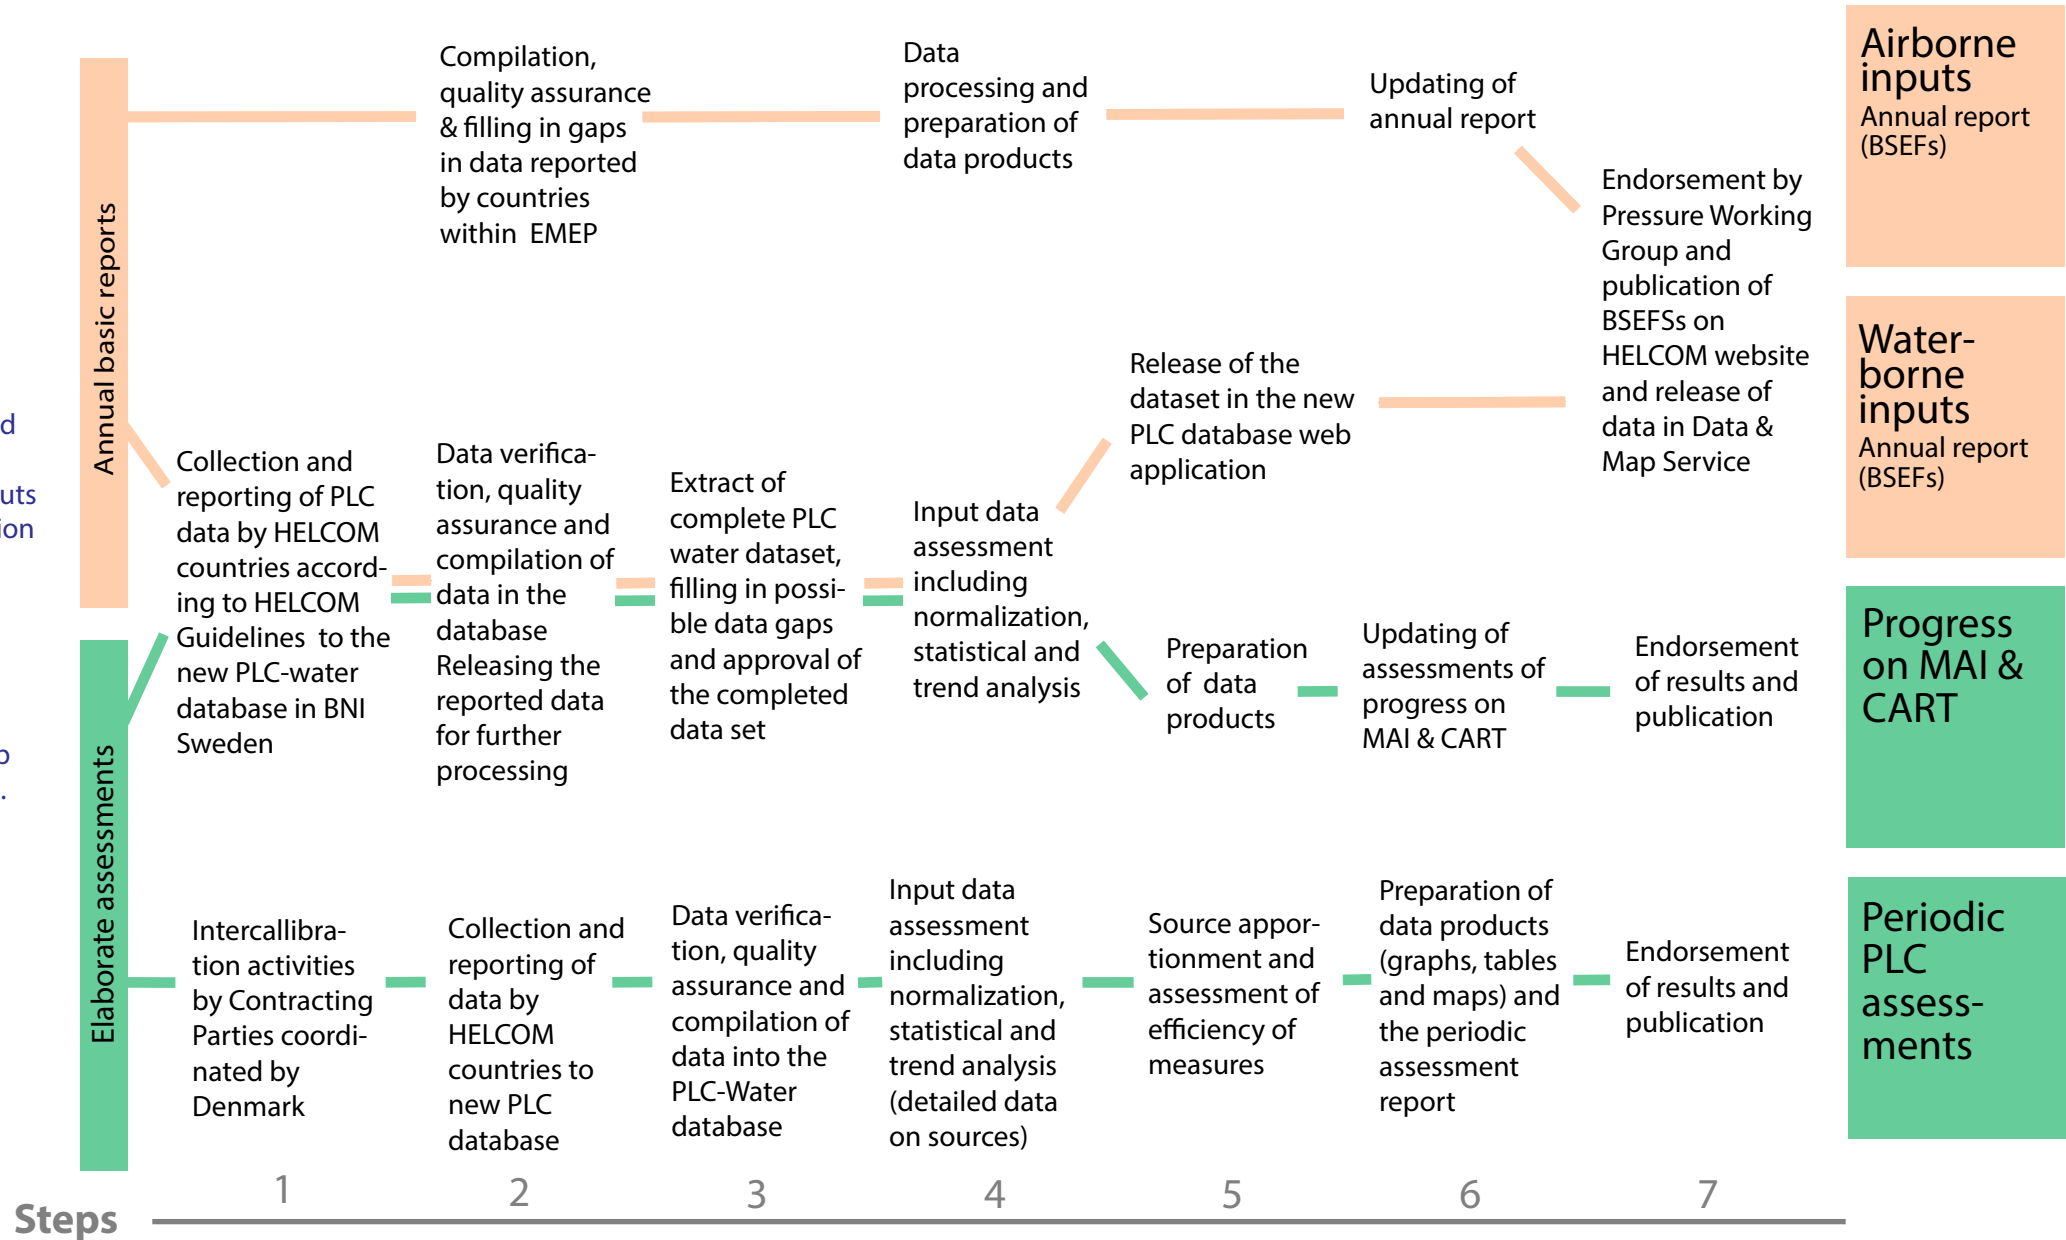 Annual basic reports
Compilation,
quality assurance
& filling in gaps
in data reported
by countries
within EMEP
Data
processing and
preparation of
data products
Updating of
annual report
Endorsement by
Pressure Working
Group and
publication of
BSEFSs on
HELCOM website
and release of
data in Data &
Map Service
Airborne
inputs
Annual report
(BSEFs)
Collection and
reporting of PLC
data by HELCOM
countries accord-
ing to HELCOM
Guidelines to the
new PLC-water
database in BNI
Sweden
Data verifica-
tion, quality
assurance and
compilation of
data in the
database
Releasing the
reported data
for further
processing
Extract of
complete PLC
water dataset,
filling in possi-
ble data gaps
and approval of
the completed
data set
Input data
assessment
including
normalization,
statistical and
trend analysis
Release of the
dataset in the new
PLC database web
application
Water-
borne
inputs
Annual report
(BSEFs)
Preparation
of data
products
Updating of
assessments of
progress on
MAI & CART
Endorsement
of results and
publication
Progress
on MAI &
CART
Elaborate assessments
Intercallibra-
tion activities
by Contracting
Parties coordi-
nated by
Denmark
Collection and
reporting of
data by
HELCOM
countries to
new PLC
database
Data verifica-
tion, quality
assurance and
compilation of
data into the
PLC-Water
database
Input data
assessment
including
normalization,
statistical and
trend analysis
(detailed data
on sources)
Source appor-
tionment and
assessment of
efficiency of
measures
Preparation of
data products
(graphs, tables
and maps) and
the periodic
assessment
report
Endorsement
of results and
publication
Periodic
PLC
assess-
ments
Steps 1 2 3 4 5 6 7